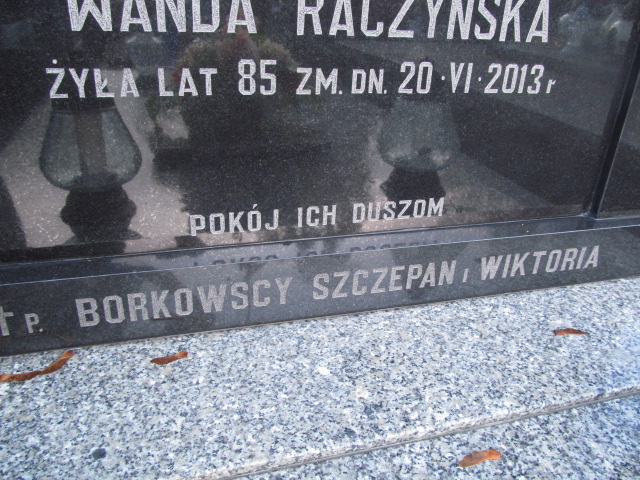 WANDA RACZYŃSKA
ŻYŁA LAT 85 ZM. DN. 20·VI·2013 r
POKÓJ ICH DUSZOM
† P. BORKOWSCY SZCZEPAN i WIKTORIA